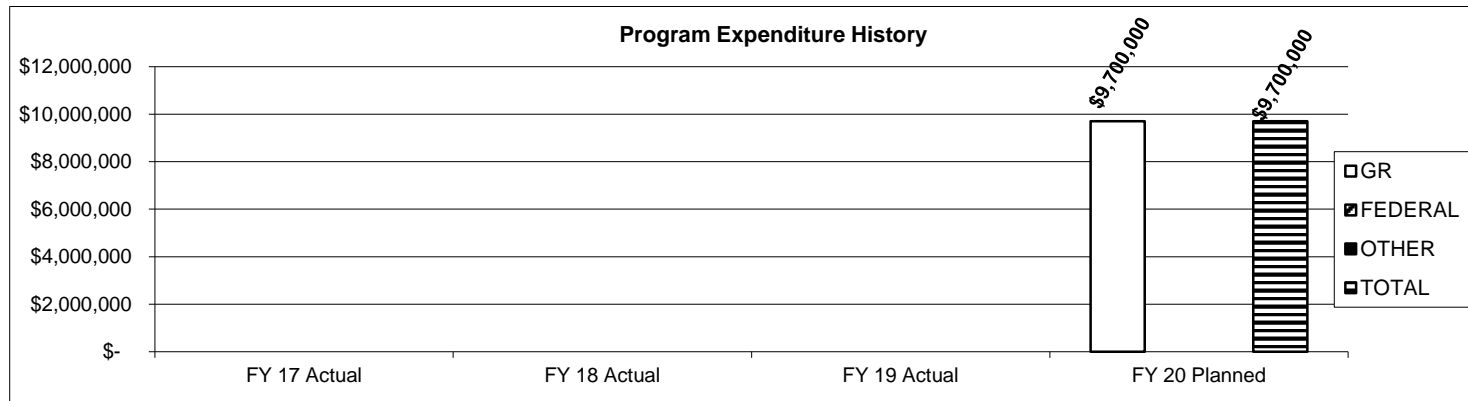 Program Expenditure History
$9,700,000
$9,700,000
$12,000,000
$10,000,000
$8,000,000
$6,000,000
$4,000,000
$2,000,000
$-
FY 17 Actual
FY 18 Actual
FY 19 Actual
FY 20 Planned
GR
FEDERAL
OTHER
TOTAL